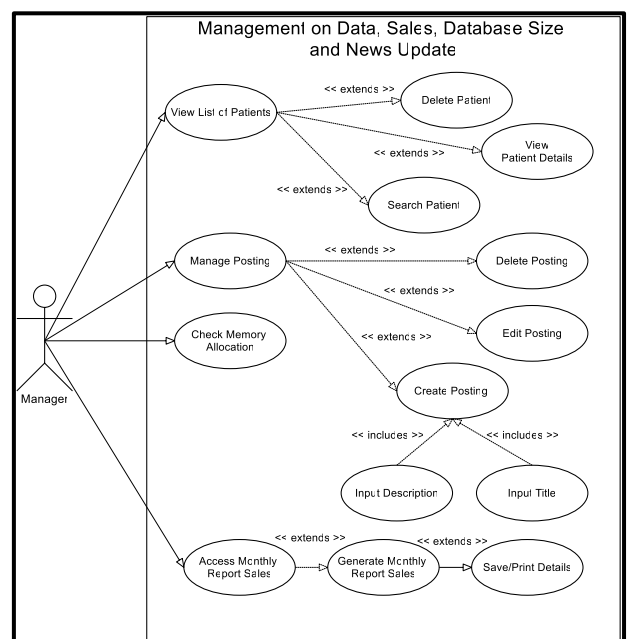 Management on Data, Sales, Database Size
and News Update
<< extends >>
Delete Patient
View List of Patients
<< extends >>
View
Patient Details
<< extends >>
Search Patient
Manage Posting
<< extends >>
Delete Posting
<< extends >>
Edit Posting
Check Memory
Allocation
<< extends >>
Manager
Create Posting
<< includes >>
<< includes >>
Input Description
Input Title
<< extends >>
<< extends >>
Access Monthly
Report Sales
Generate Monthly
Report Sales
Save/Print Details